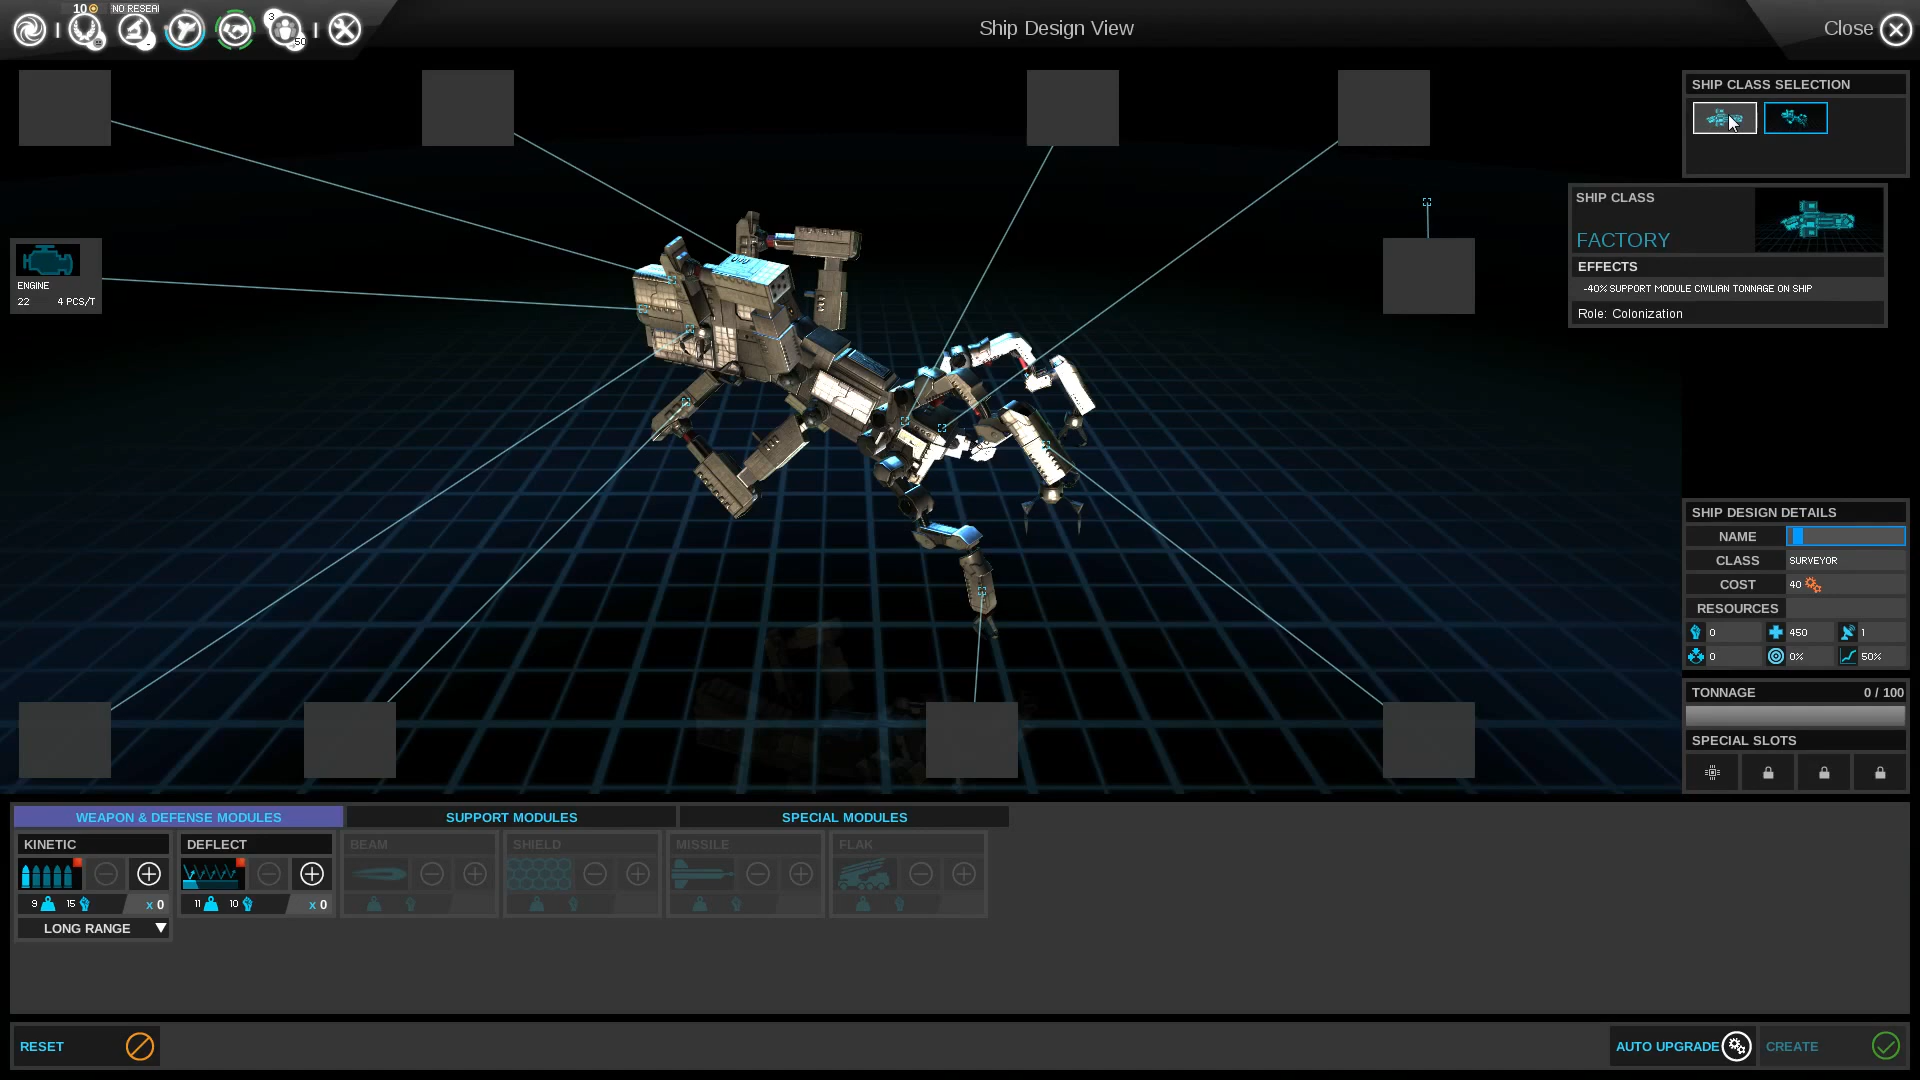 10
NO RESEAR
3
50
Ship Design View
Close
SHIP CLASS SELECTION
SHIP CLASS
FACTORY
EFFECTS
-40% SUPPORT MODULE CIVILIAN TONNAGE ON SHIP
Role: Colonization
ENGINE
22 4 PCS/T
SHIP DESIGN DETAILS
NAME
CLASS SURVEYOR
COST 40
RESOURCES
0 450 1
0 0% 50%
TONNAGE 0 / 100
SPECIAL SLOTS
WEAPON & DEFENSE MODULES SUPPORT MODULES SPECIAL MODULES
KINETIC DEFLECT BEAM SHIELD MISSILE FLAK
9 15 x 0 11 10 x 0
LONG RANGE
RESET AUTO UPGRADE CREATE